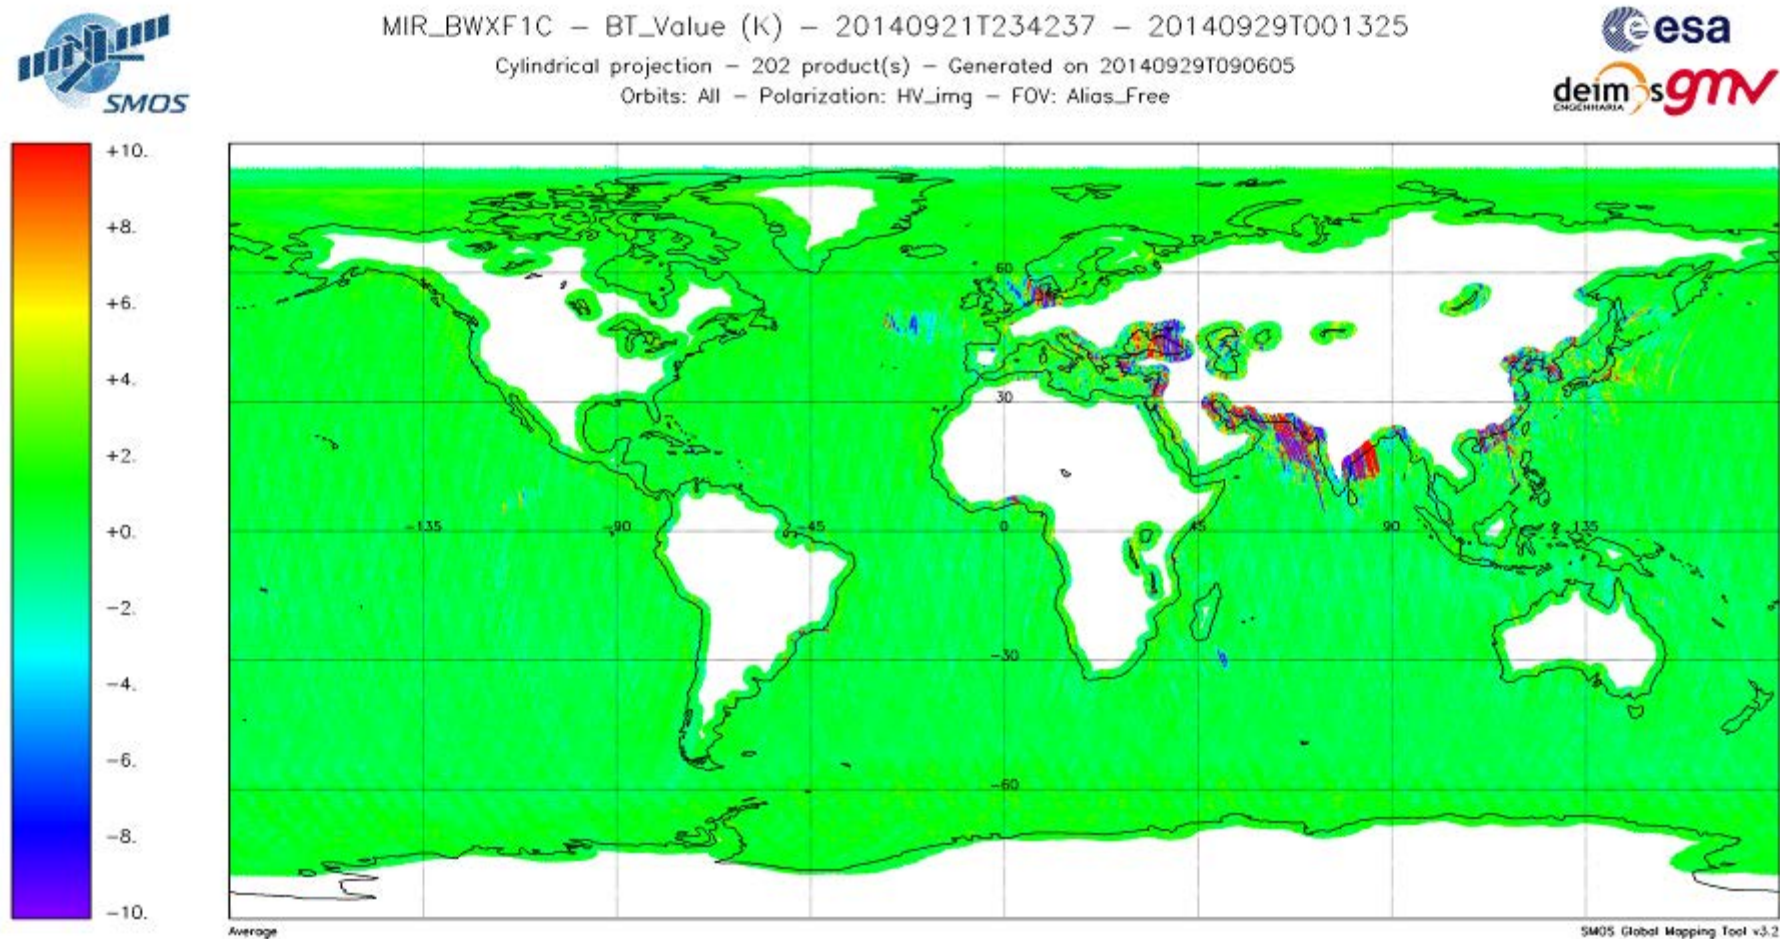 SMOS
MIR_BWXF1C – BT_Value (K) – 20140921T234237 – 20140929T001325
Cylindrical projection – 202 product(s) – Generated on 20140929T090605
Orbits: All – Polarization: HV_img – FOV: Alias_Free
esa
deimos
ENGENHARIA
gmv
+10.
+8.
+6.
+4.
+2.
+0.
-2.
-4.
-6.
-8.
-10.
60
30
-135
-90
-45
0
45
90
135
-30
-60
Average
SMOS Global Mapping Tool v3.2